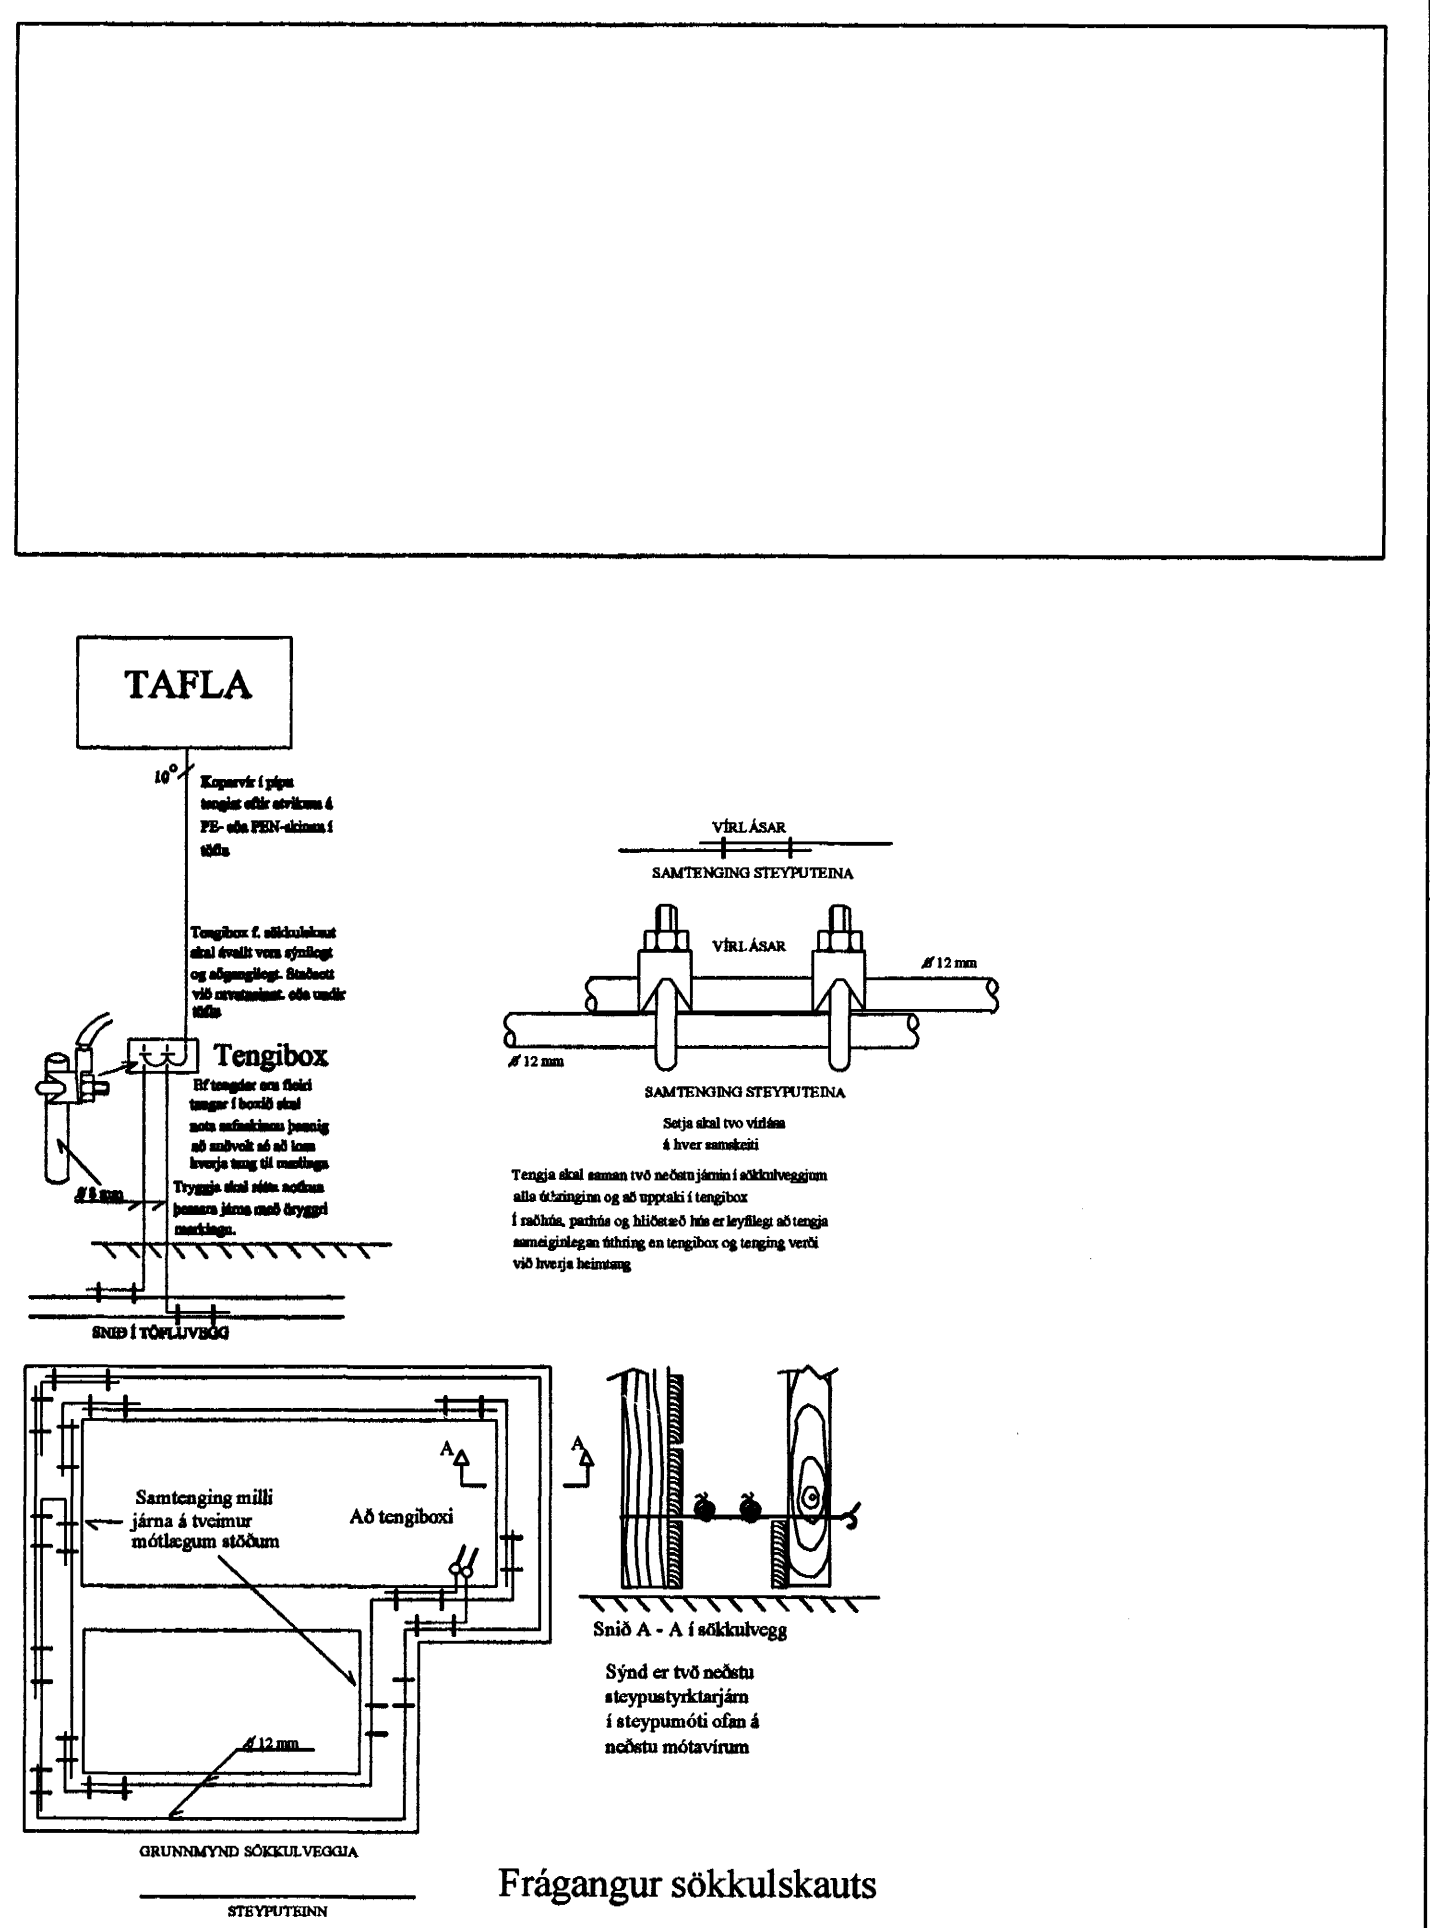 TAFLA
10°
Koparvír í pípu
tengist eftir atvikum á
PE- eða PEN-skinnu í
töflu
Tengibox f. sökkulskaut
skal ávallt vera sýnilegt
og aðgangilegt. Staðsett
við eða undir
töflu
Tengibox
Ef tengdar eru fleiri
taugar í boxið skal
nota safnskinnu þannig
að auðvelt sé að losa
hverja taug til mælinga
Ø 8 mm
Tryggja skal rétta notkun
þessara járna með öryggri
merkingu.
SNIÐ Í TÖFLUVEGG
VÍRLÁSAR
SAMTENGING STEYPUTEINA
VÍRLÁSAR
Ø 12 mm
Ø 12 mm
SAMTENGING STEYPUTEINA
Setja skal tvo vírlása
á hver samskeiti
Tengja skal saman tvö neðstu járnin í sökkulveggjum
alla úthringinn og að upptaki í tengibox
Í raðhús, parhús og hliðstæð hús er leyfilegt að tengja
sameiginlegan úthring en tengibox og tenging verði
við hverja heimtaug
A
A
Samtenging milli
járna á tveimur
mótlægum stöðum
Að tengiboxi
Ø 12 mm
GRUNNMYND SÖKKULVEGGJA
STEYPUTEINN
Snið A - A í sökkulvegg
Sýnd er tvö neðstu
steypustyrktarjárn
í steypumóti ofan á
neðstu mótavírum
Frágangur sökkulskauts